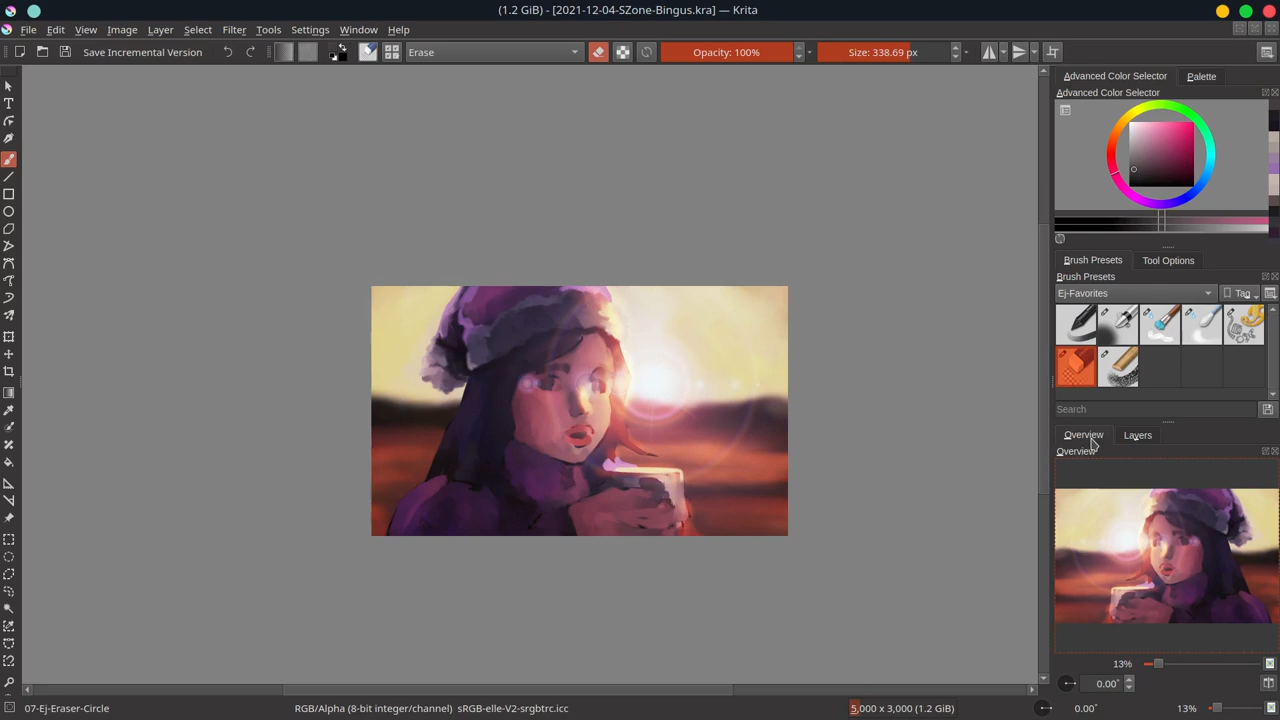 (1.2 GiB) - [2021-12-04-SZone-Bingus.kra] — Krita
File Edit View Image Layer Select Filter Tools Settings Window Help
Save Incremental Version Erase Opacity: 100% Size: 338.69 px
Advanced Color Selector Palette
Advanced Color Selector
Brush Presets Tool Options
Brush Presets
Ej-Favorites Tag
Search
Overview Layers
Overview
13%
0.00°
07-Ej-Eraser-Circle RGB/Alpha (8-bit integer/channel) sRGB-elle-V2-srgbtrc.icc 5,000 x 3,000 (1.2 GiB) 0.00° 13%